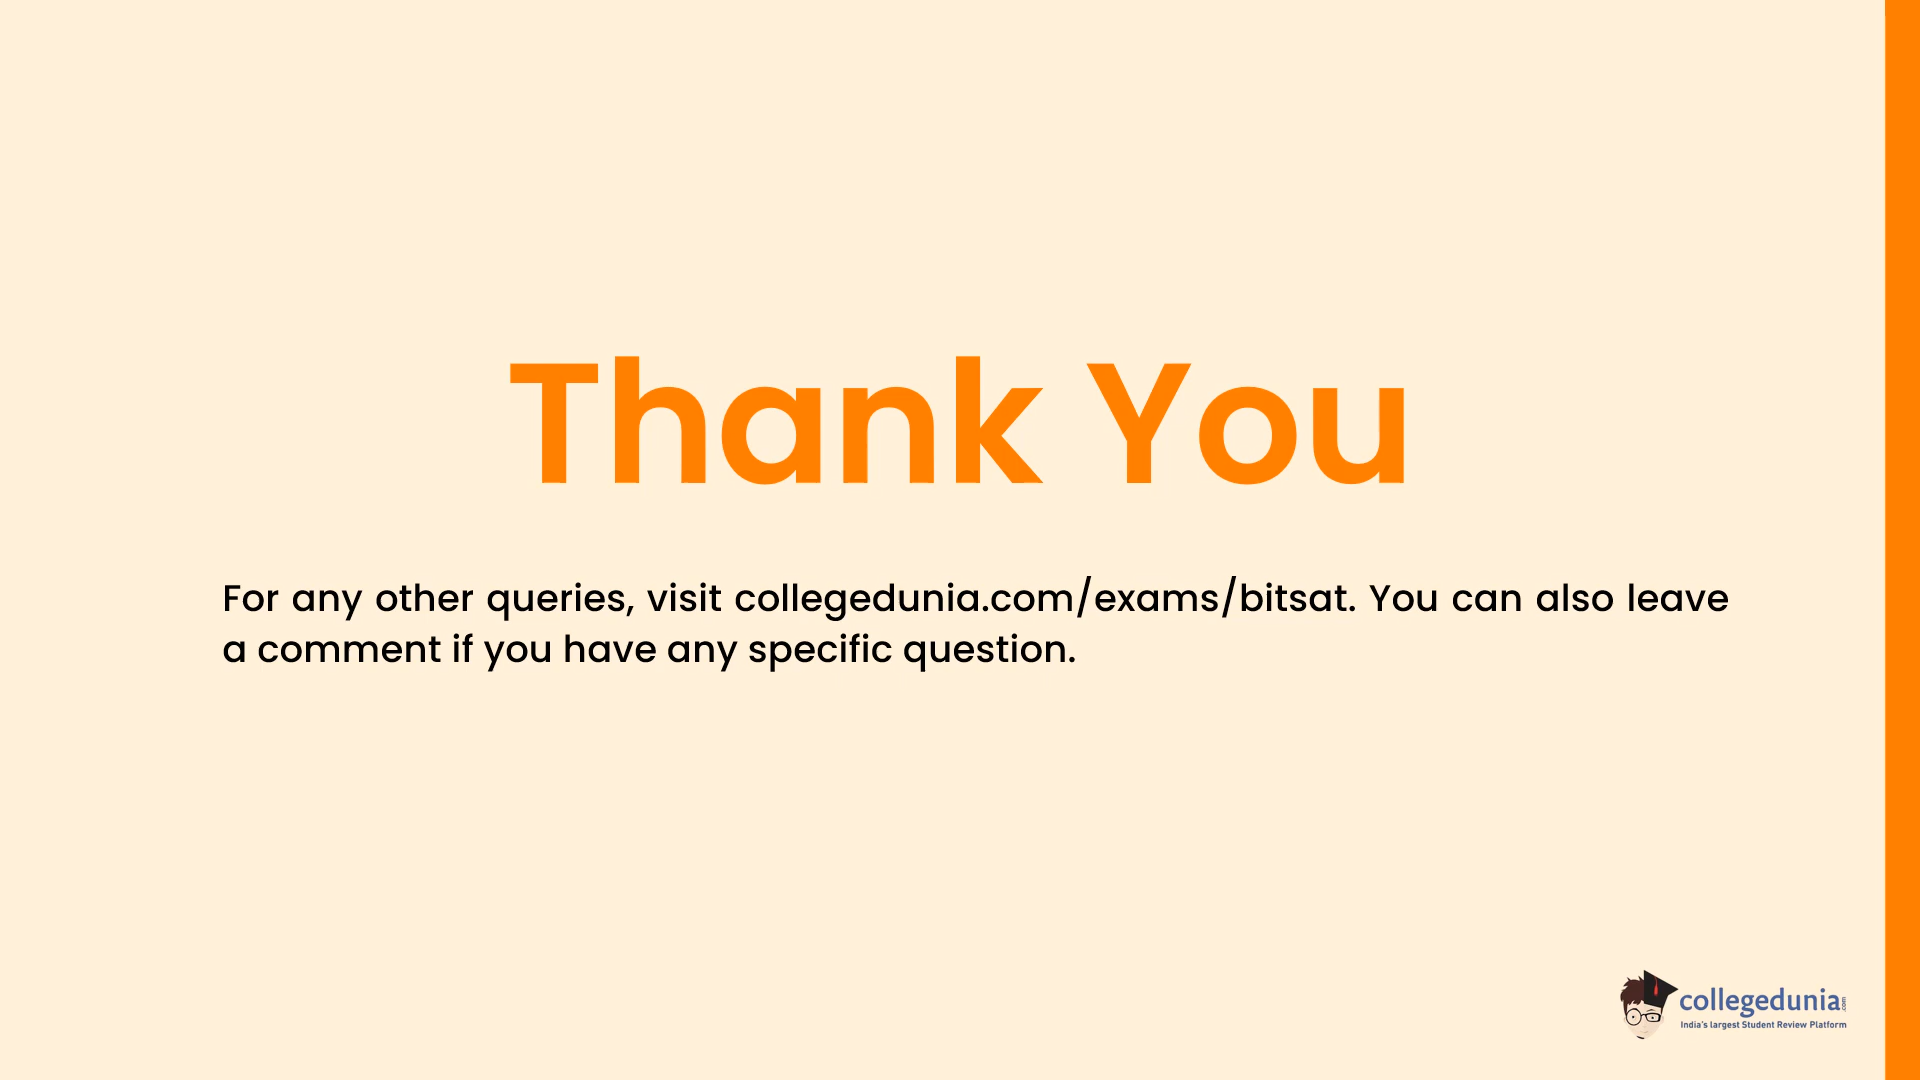 Thank You
For any other queries, visit collegedunia.com/exams/bitsat. You can also leave
a comment if you have any specific question.
collegedunia.com
India's largest Student Review Platform